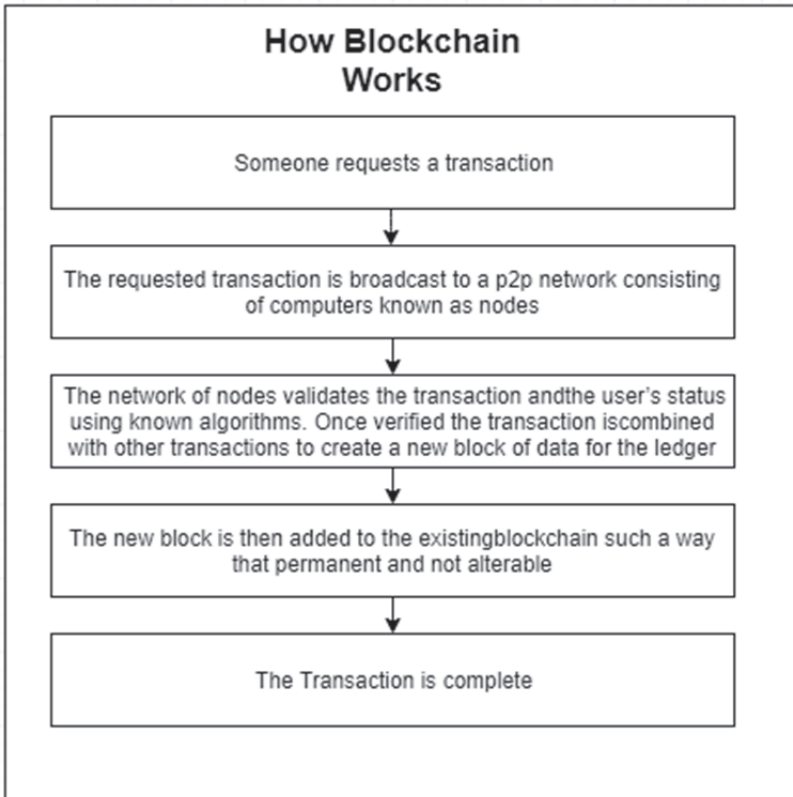 How Blockchain
Works
Someone requests a transaction
The requested transaction is broadcast to a p2p network consisting
of computers known as nodes
The network of nodes validates the transaction andthe user's status
using known algorithms. Once verified the transaction iscombined
with other transactions to create a new block of data for the ledger
The new block is then added to the existingblockchain such a way
that permanent and not alterable
The Transaction is complete